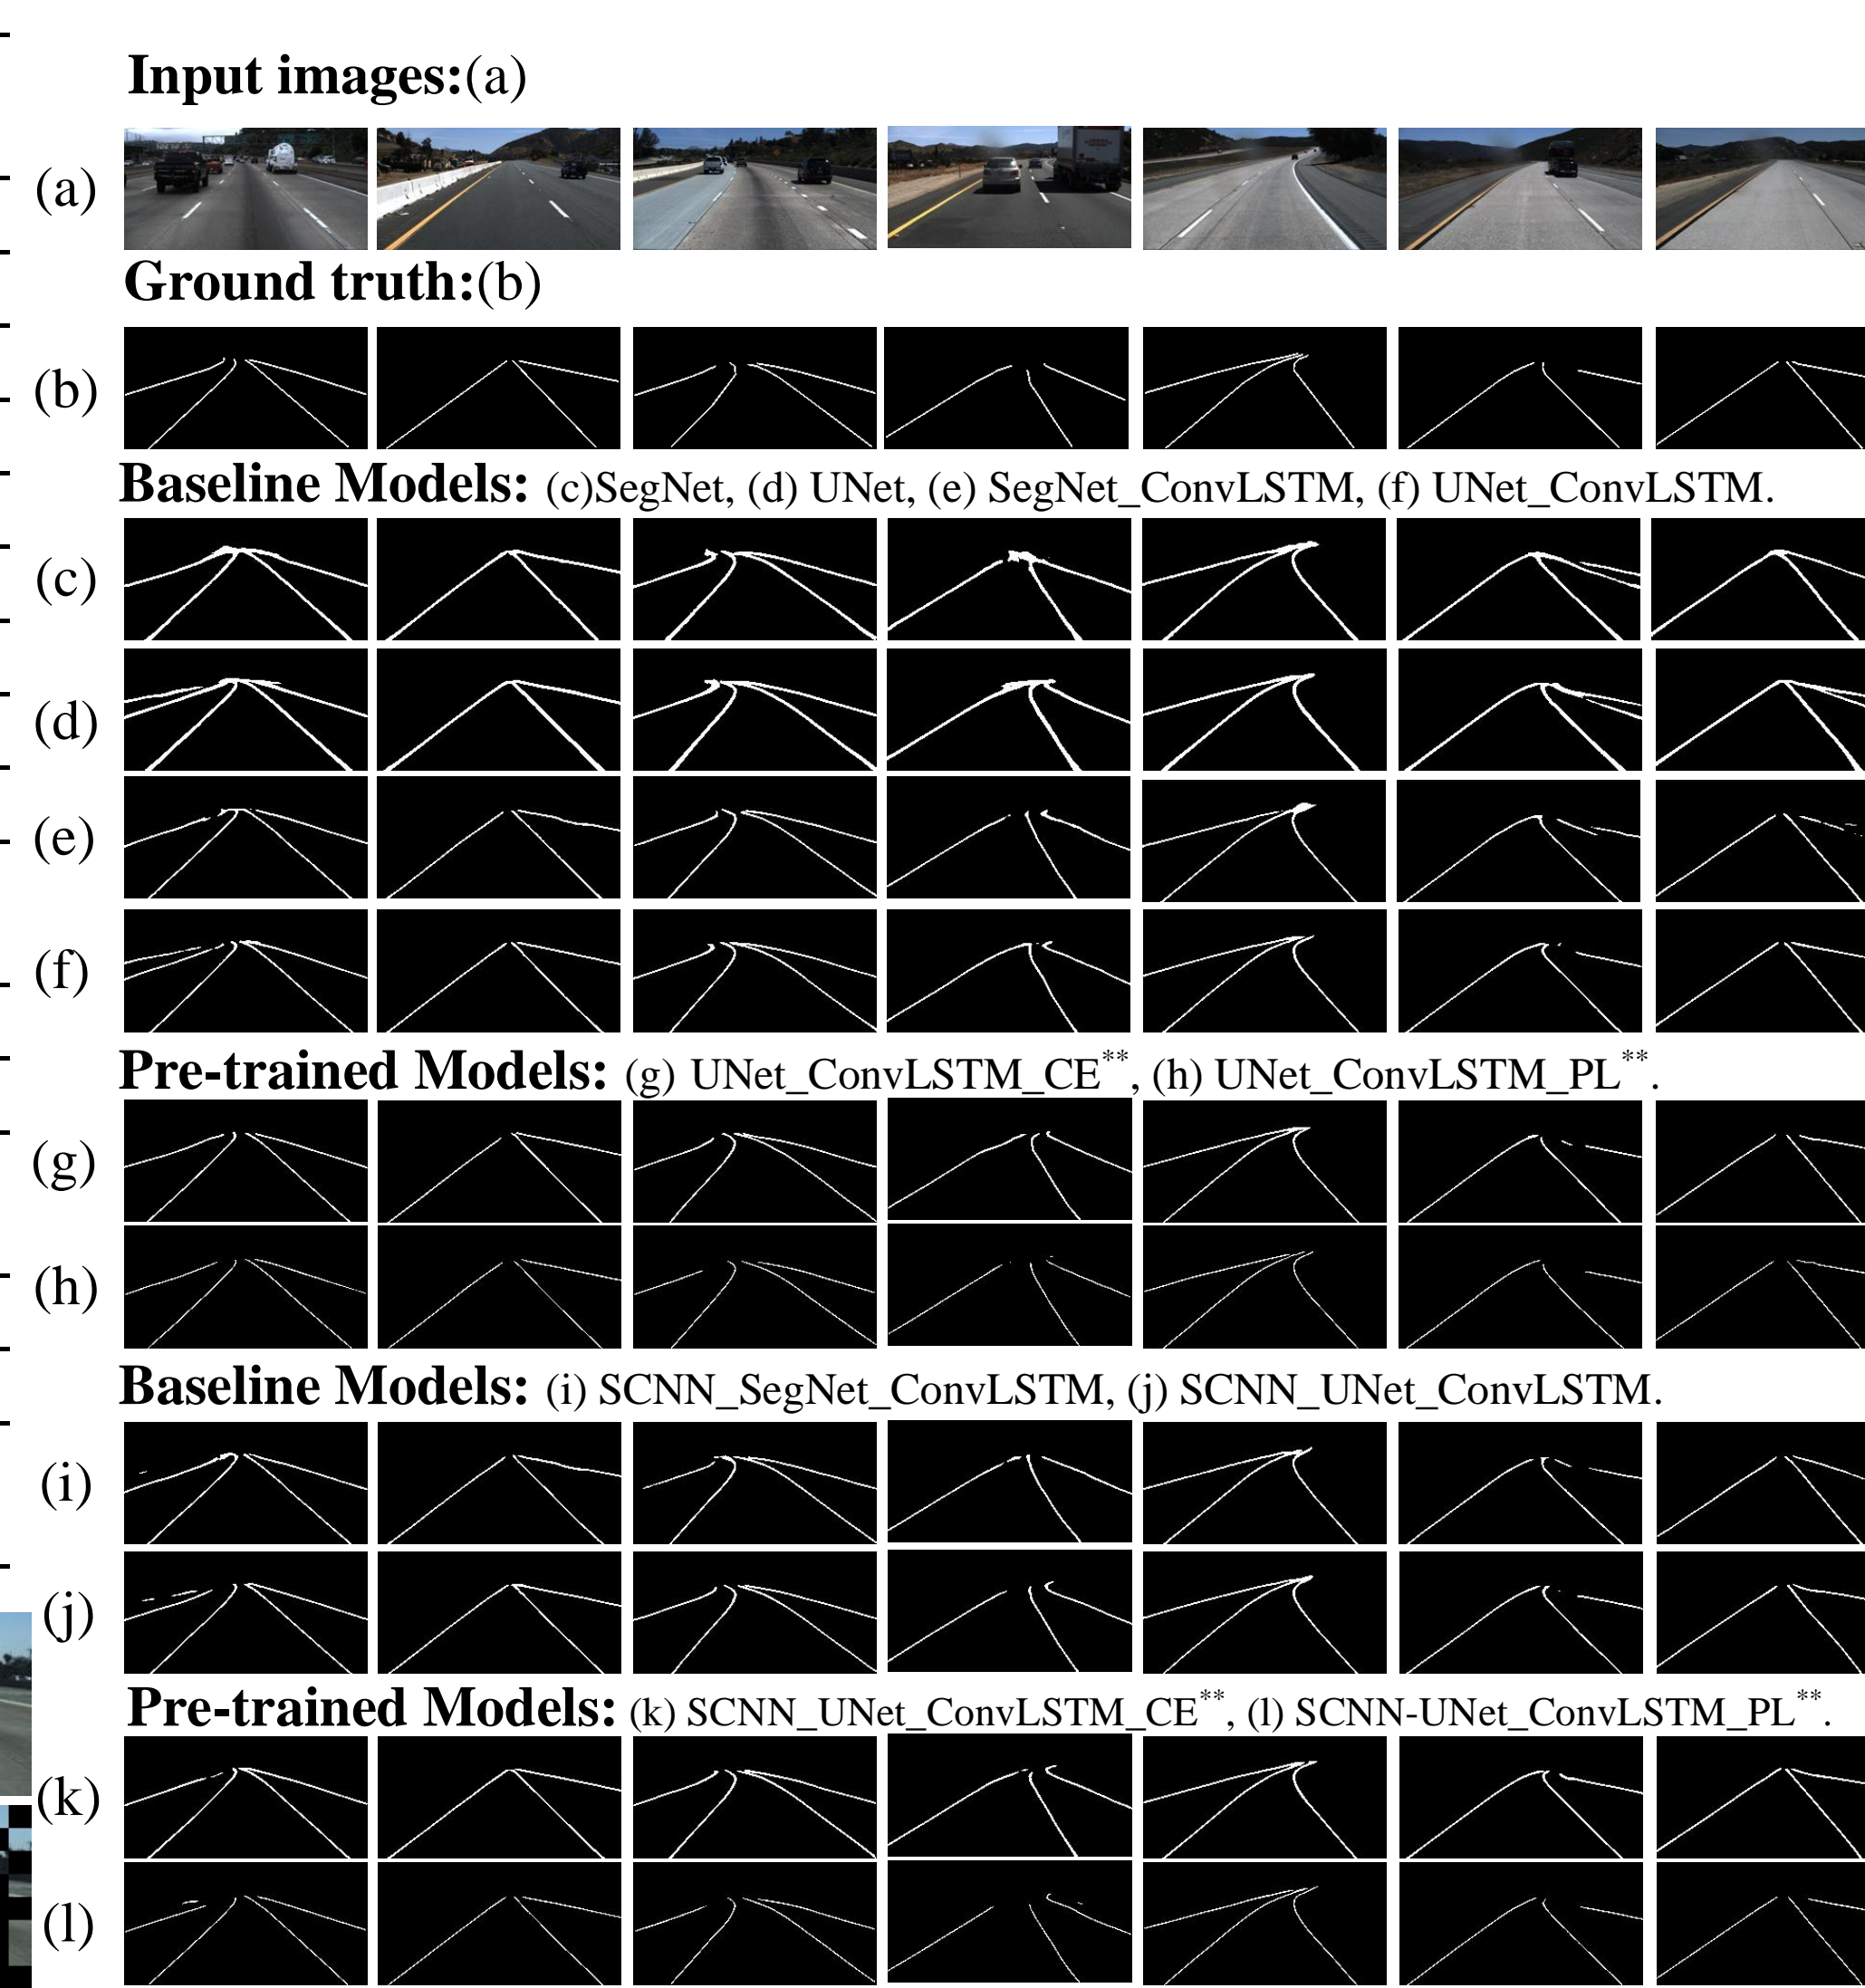 Input images:(a)
(a)
Ground truth:(b)
(b)
Baseline Models: (c)SegNet, (d) UNet, (e) SegNet_ConvLSTM, (f) UNet_ConvLSTM.
(c)
(d)
(e)
(f)
Pre-trained Models: (g) UNet_ConvLSTM_CE**, (h) UNet_ConvLSTM_PL**.
(g)
(h)
Baseline Models: (i) SCNN_SegNet_ConvLSTM, (j) SCNN_UNet_ConvLSTM.
(i)
(j)
Pre-trained Models: (k) SCNN_UNet_ConvLSTM_CE**, (l) SCNN-UNet_ConvLSTM_PL**.
(k)
(l)